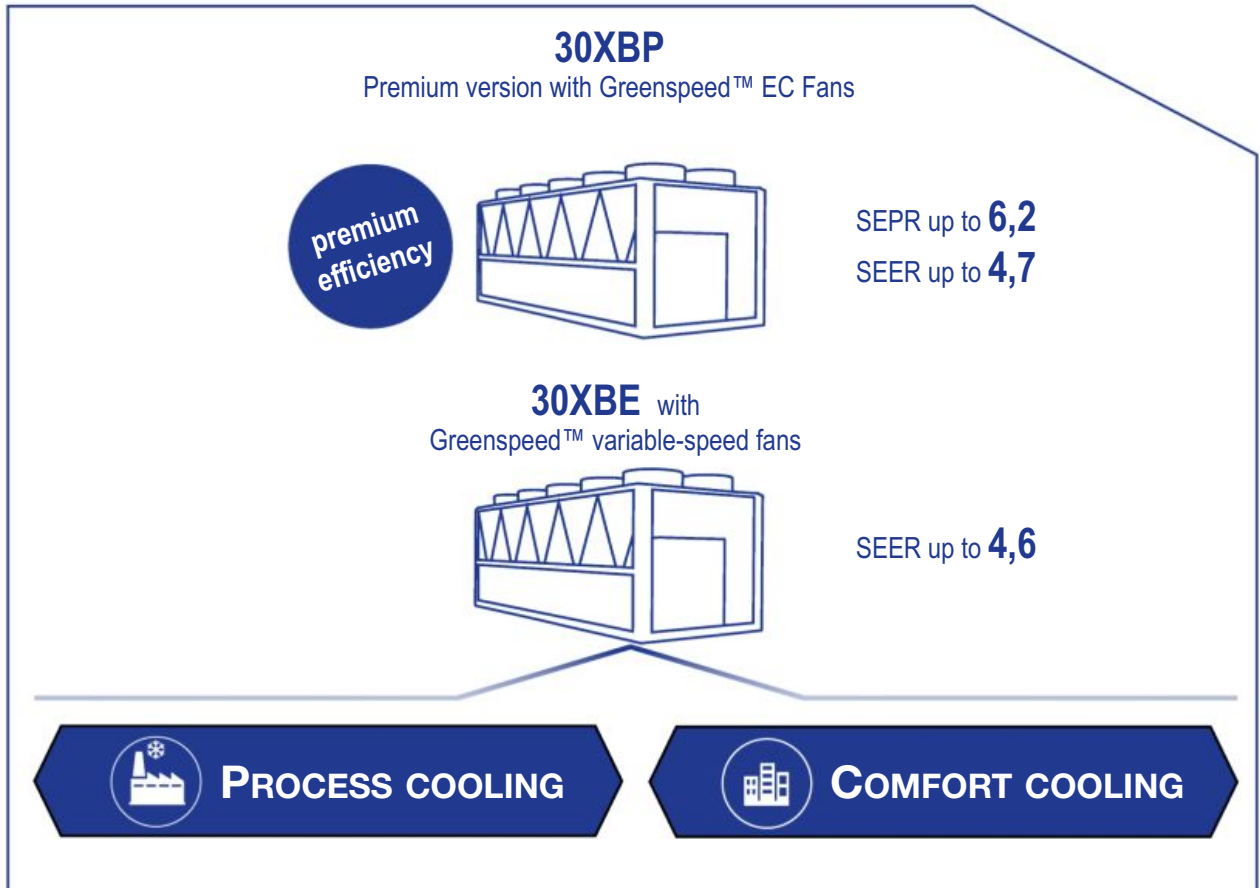 30XBP
Premium version with Greenspeed™ EC Fans
premium
efficiency
SEPR up to 6,2
SEER up to 4,7
30XBE with
Greenspeed™ variable-speed fans
SEER up to 4,6
PROCESS COOLING
COMFORT COOLING